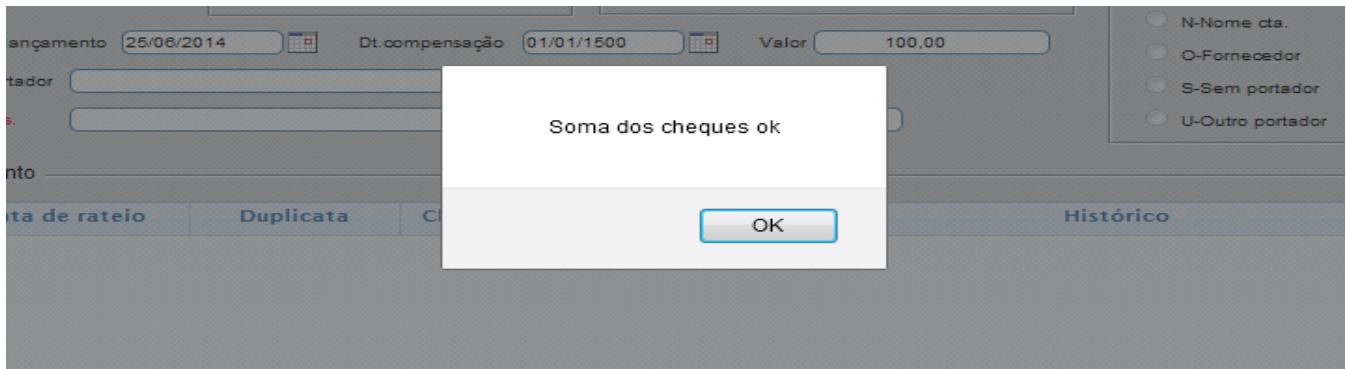 N-Nome cta.
ançamento 25/06/2014 Dt.compensação 01/01/1500 Valor 100,00
O-Fornecedor
rtador
S-Sem portador
s.
U-Outro portador
Soma dos cheques ok
nto
ta de rateio Duplicata Histórico
OK